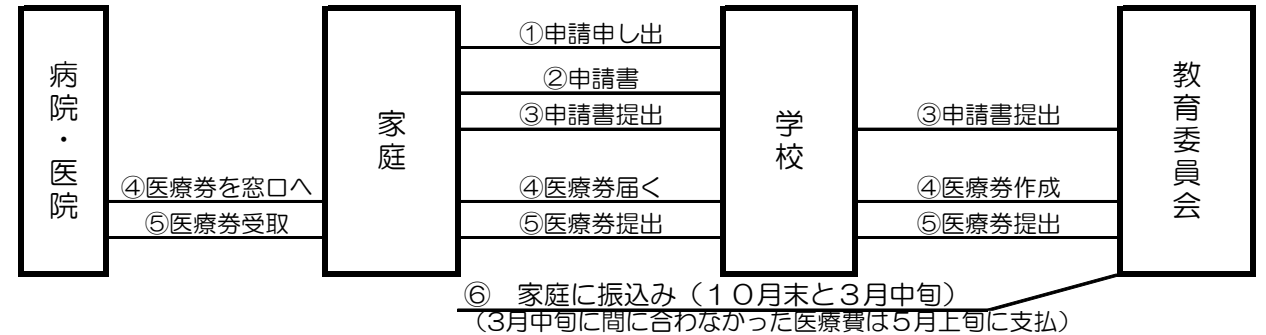 病院・医院
家庭
学校
教育委員会
①申請申し出
②申請書
③申請書提出
③申請書提出
④医療券を窓口へ
④医療券届く
④医療券作成
⑤医療券受取
⑤医療券提出
⑤医療券提出
⑥　家庭に振込み（１０月末と３月中旬）
（3月中旬に間に合わなかった医療費は５月上旬に支払）